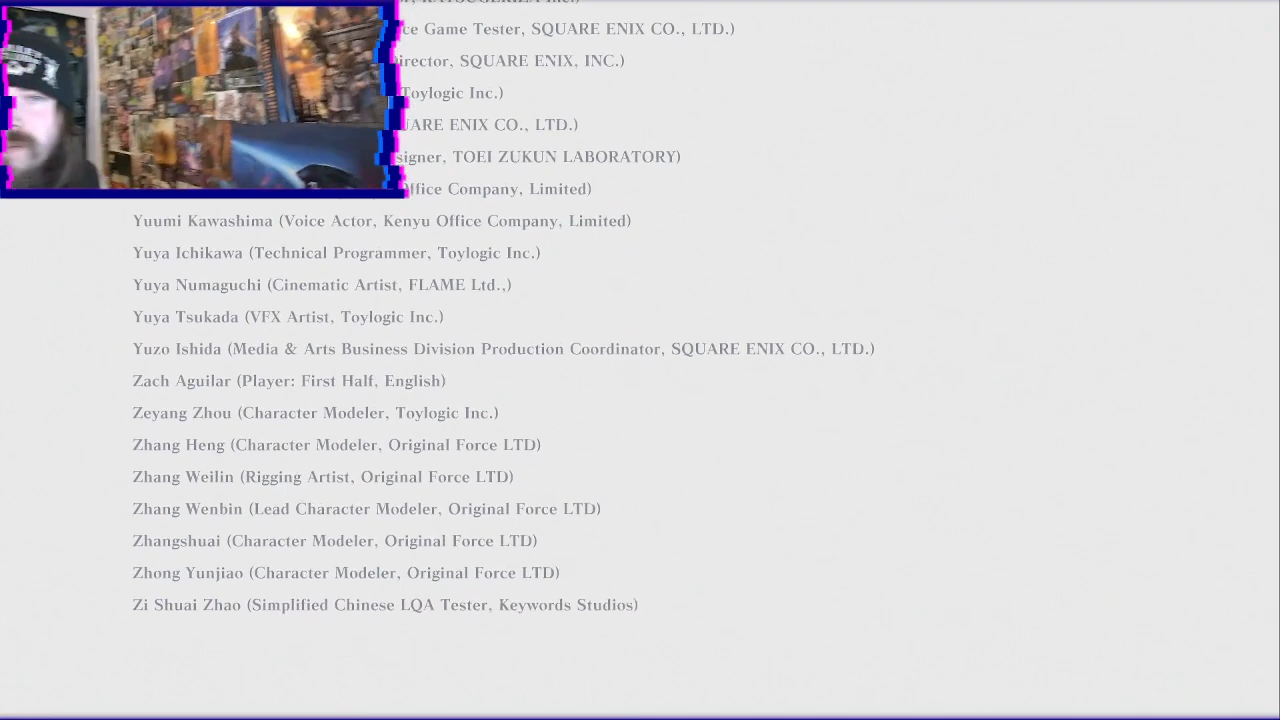 ce Game Tester, SQUARE ENIX CO., LTD.)
irector, SQUARE ENIX, INC.)
Toylogic Inc.)
UARE ENIX CO., LTD.)
signer, TOEI ZUKUN LABORATORY)
Office Company, Limited)
Yuumi Kawashima (Voice Actor, Kenyu Office Company, Limited)
Yuya Ichikawa (Technical Programmer, Toylogic Inc.)
Yuya Numaguchi (Cinematic Artist, FLAME Ltd.,)
Yuya Tsukada (VFX Artist, Toylogic Inc.)
Yuzo Ishida (Media & Arts Business Division Production Coordinator, SQUARE ENIX CO., LTD.)
Zach Aguilar (Player: First Half, English)
Zeyang Zhou (Character Modeler, Toylogic Inc.)
Zhang Heng (Character Modeler, Original Force LTD)
Zhang Weilin (Rigging Artist, Original Force LTD)
Zhang Wenbin (Lead Character Modeler, Original Force LTD)
Zhangshuai (Character Modeler, Original Force LTD)
Zhong Yunjiao (Character Modeler, Original Force LTD)
Zi Shuai Zhao (Simplified Chinese LQA Tester, Keywords Studios)